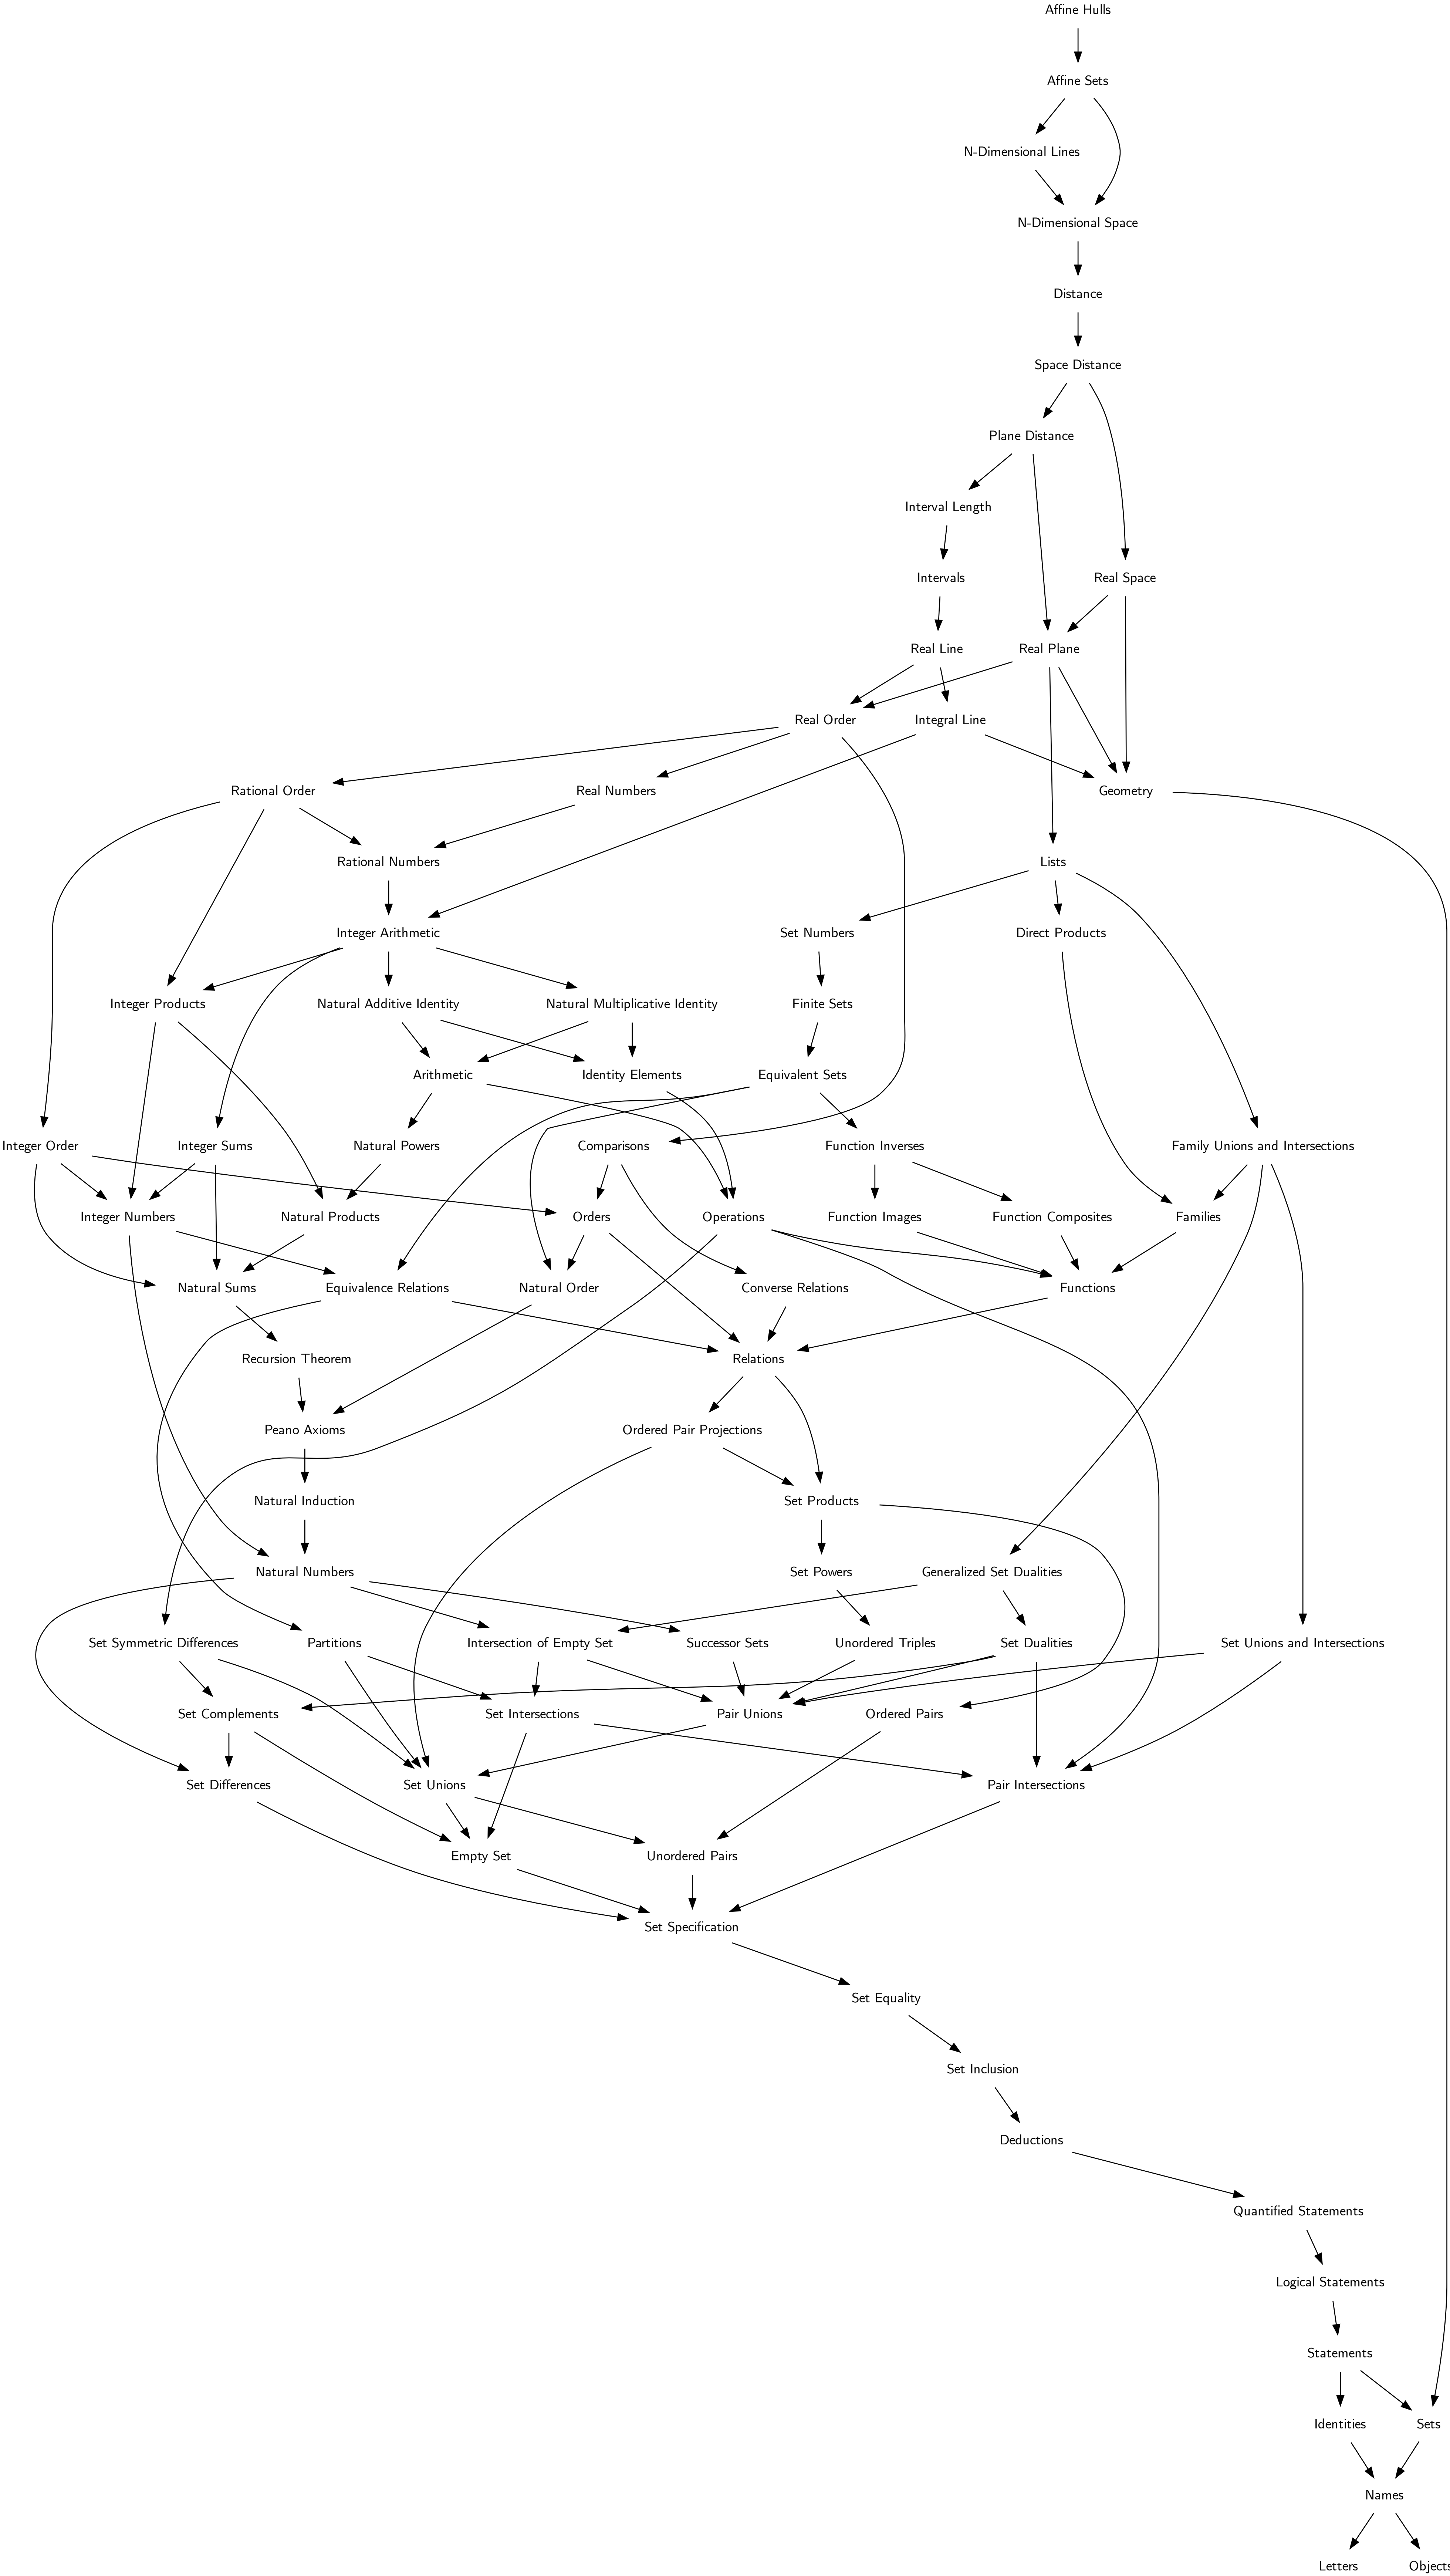 Affine Hulls
Affine Sets
N-Dimensional Lines
N-Dimensional Space
Distance
Space Distance
Plane Distance
Interval Length
Intervals
Real Space
Real Line
Real Plane
Real Order
Integral Line
Rational Order
Real Numbers
Geometry
Rational Numbers
Lists
Integer Arithmetic
Set Numbers
Direct Products
Integer Products
Natural Additive Identity
Natural Multiplicative Identity
Finite Sets
Arithmetic
Identity Elements
Equivalent Sets
Integer Order
Integer Sums
Natural Powers
Comparisons
Function Inverses
Family Unions and Intersections
Integer Numbers
Natural Products
Orders
Operations
Function Images
Function Composites
Families
Natural Sums
Equivalence Relations
Natural Order
Converse Relations
Functions
Recursion Theorem
Relations
Peano Axioms
Ordered Pair Projections
Natural Induction
Set Products
Natural Numbers
Set Powers
Generalized Set Dualities
Set Symmetric Differences
Partitions
Intersection of Empty Set
Successor Sets
Unordered Triples
Set Dualities
Set Unions and Intersections
Set Complements
Set Intersections
Pair Unions
Ordered Pairs
Set Differences
Set Unions
Pair Intersections
Empty Set
Unordered Pairs
Set Specification
Set Equality
Set Inclusion
Deductions
Quantified Statements
Logical Statements
Statements
Identities
Sets
Names
Letters
Objects